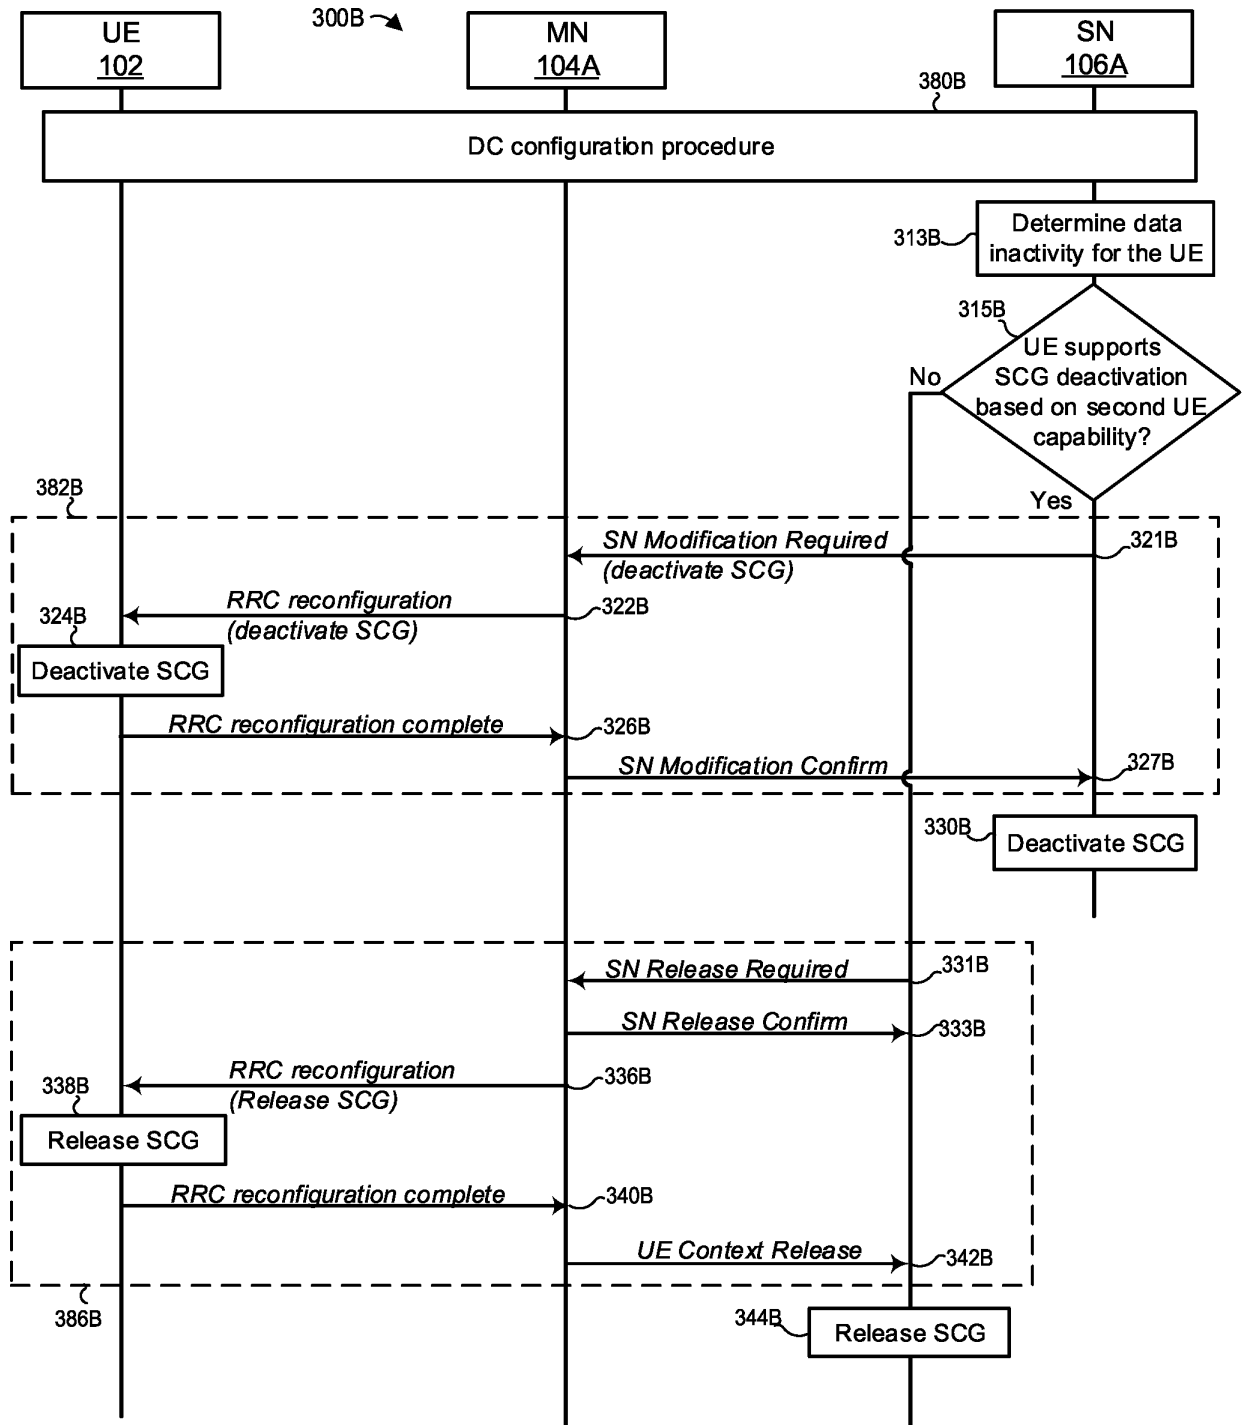 300B
UE
102
MN
104A
SN
106A
380B
DC configuration procedure
313B
Determine data
inactivity for the UE
315B
UE supports
SCG deactivation
based on second UE
capability?
No
Yes
382B
SN Modification Required
(deactivate SCG)
321B
RRC reconfiguration
(deactivate SCG)
322B
324B
Deactivate SCG
RRC reconfiguration complete
326B
SN Modification Confirm
327B
330B
Deactivate SCG
SN Release Required
331B
SN Release Confirm
333B
RRC reconfiguration
(Release SCG)
336B
338B
Release SCG
RRC reconfiguration complete
340B
UE Context Release
342B
386B
344B
Release SCG